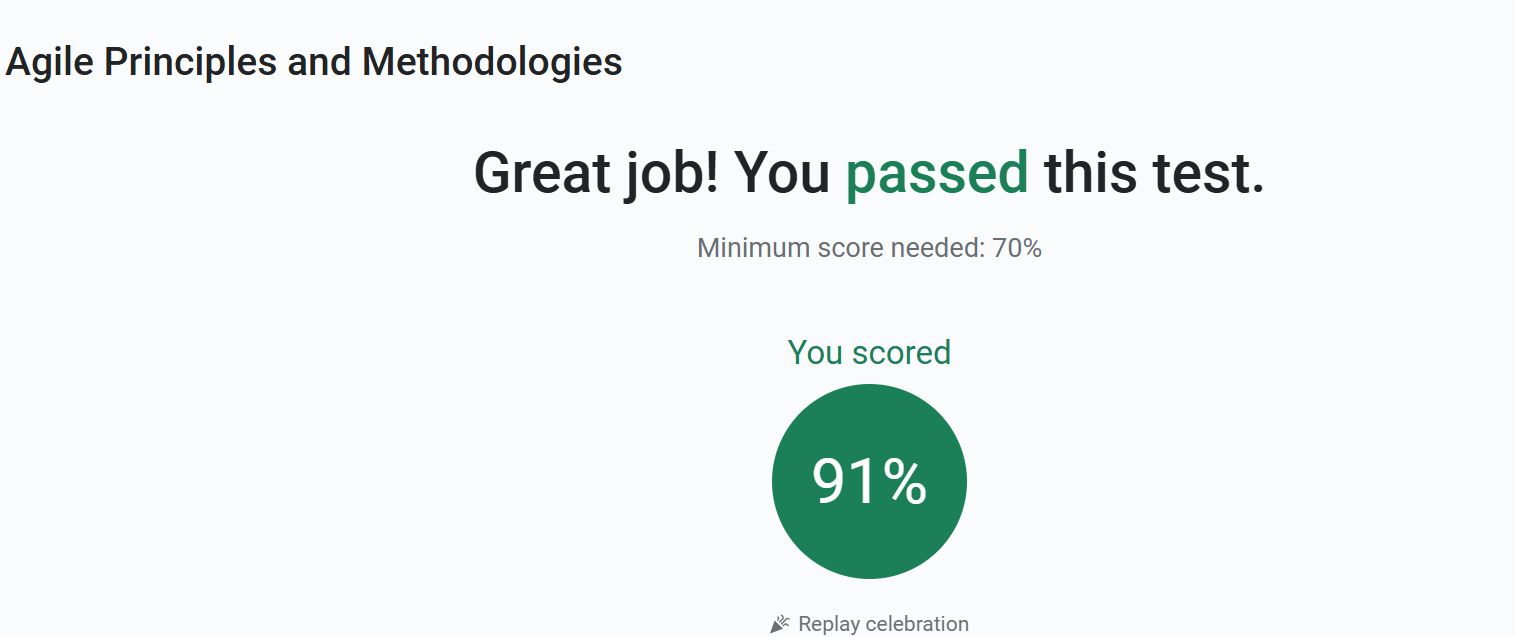 Agile Principles and Methodologies
Great job! You passed this test.
Minimum score needed: 70%
You scored
91%
Replay celebration